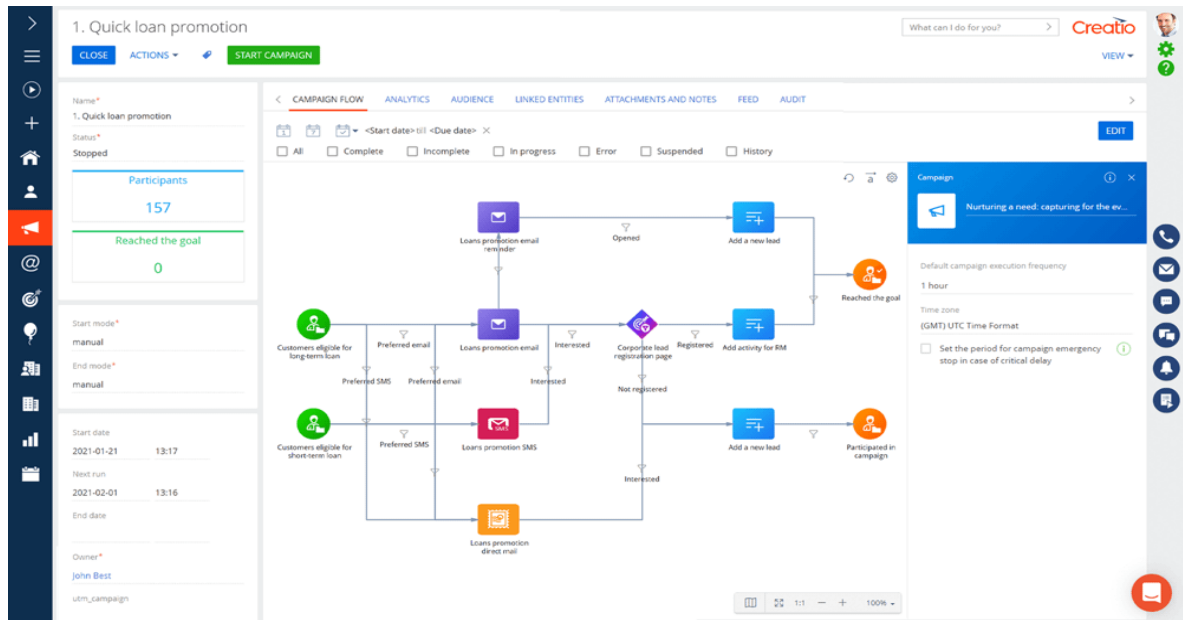 1. Quick loan promotion
What can I do for you?
Creatio
CLOSE
ACTIONS
START CAMPAIGN
VIEW
Name*
1. Quick loan promotion
Status*
Stopped
Participants
157
Reached the goal
0
Start mode*
manual
End mode*
manual
Start date
2021-01-21 13:17
Next run
2021-02-01 13:16
End date
Owner*
John Best
utm_campaign
CAMPAIGN FLOW ANALYTICS AUDIENCE LINKED ENTITIES ATTACHMENTS AND NOTES FEED AUDIT
1 7 <Start date> till <Due date>
EDIT
All Complete Incomplete In progress Error Suspended History
a
Loans promotion email
reminder
Opened
Add a new lead
Reached the goal
Customers eligible for
long-term loan
Preferred email
Loans promotion email
Interested
Corporate lead
registration page
Registered
Add activity for RM
Preferred SMS
Preferred email
Interested
Not registered
Customers eligible for
short-term loan
Preferred SMS
SMS
Loans promotion SMS
Add a new lead
Participated in
campaign
Interested
Loans promotion
direct mail
1:1
100%
Campaign
Nurturing a need: capturing for the ev...
Default campaign execution frequency
1 hour
Time zone
(GMT) UTC Time Format
Set the period for campaign emergency
stop in case of critical delay